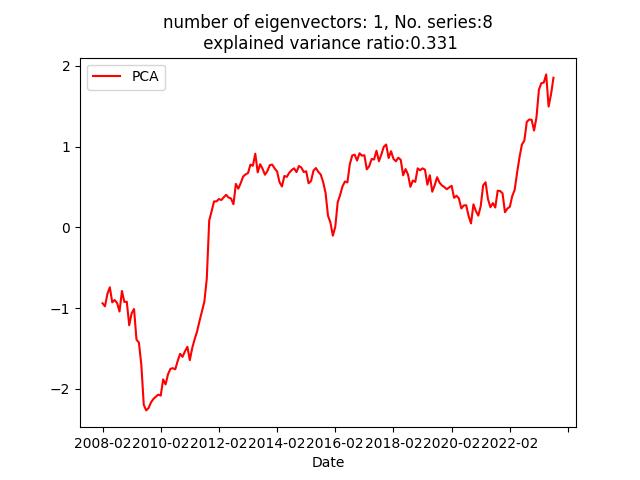 number of eigenvectors: 1, No. series:8
explained variance ratio:0.331
PCA
2
1
0
−1
−2
2008-022010-022012-022014-022016-022018-022020-022022-02
Date